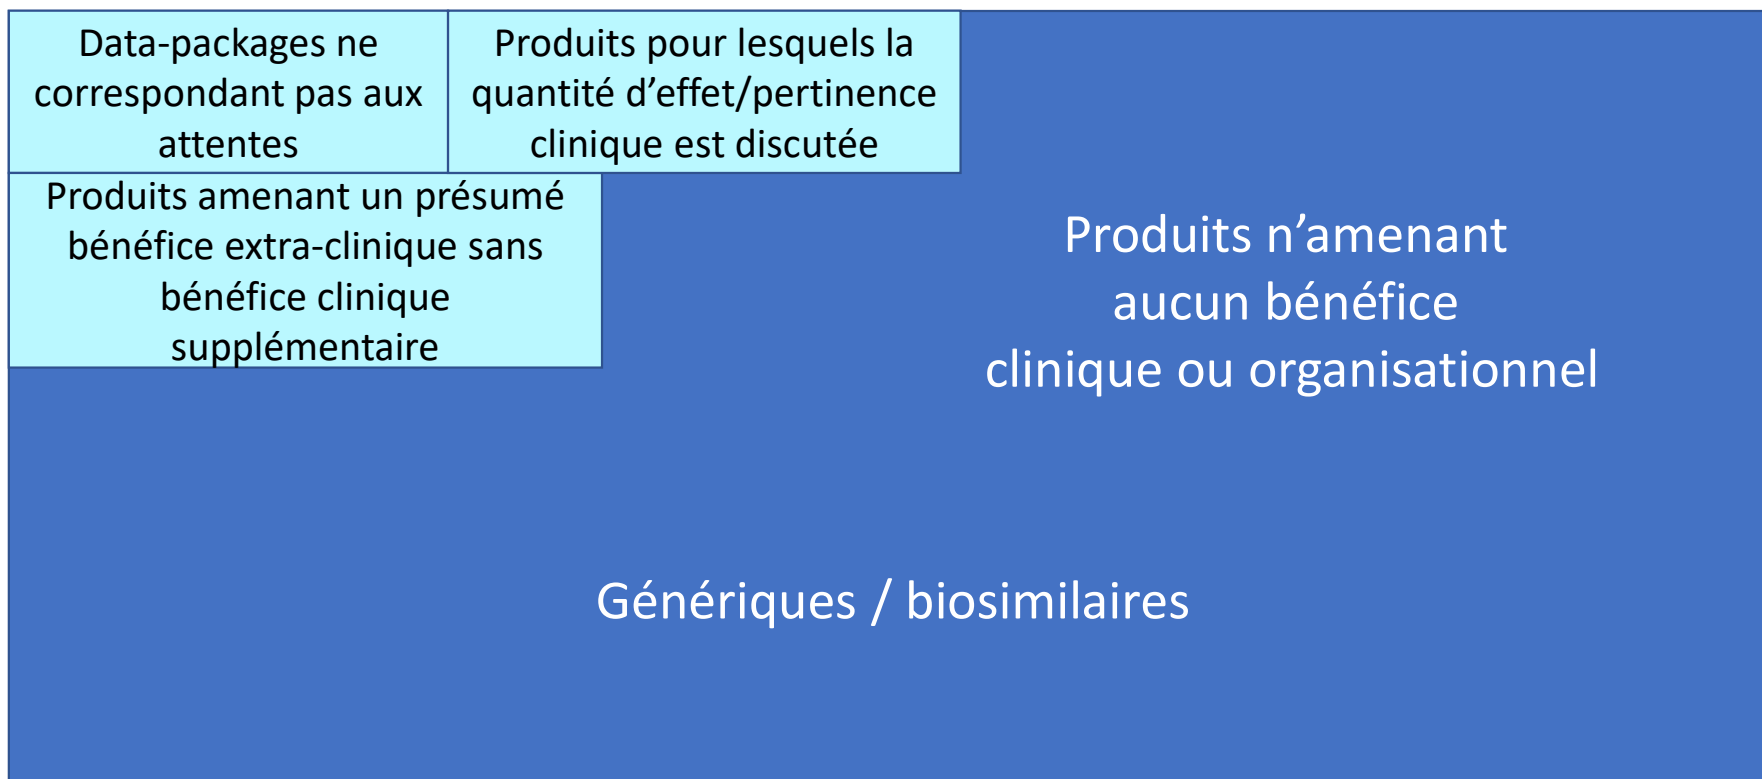 Data-packages ne
correspondant pas aux
attentes
Produits pour lesquels la
quantité d’effet/pertinence
clinique est discutée
Produits amenant un présumé
bénéfice extra-clinique sans
bénéfice clinique
supplémentaire
Produits n’amenant
aucun bénéfice
clinique ou organisationnel
Génériques / biosimilaires